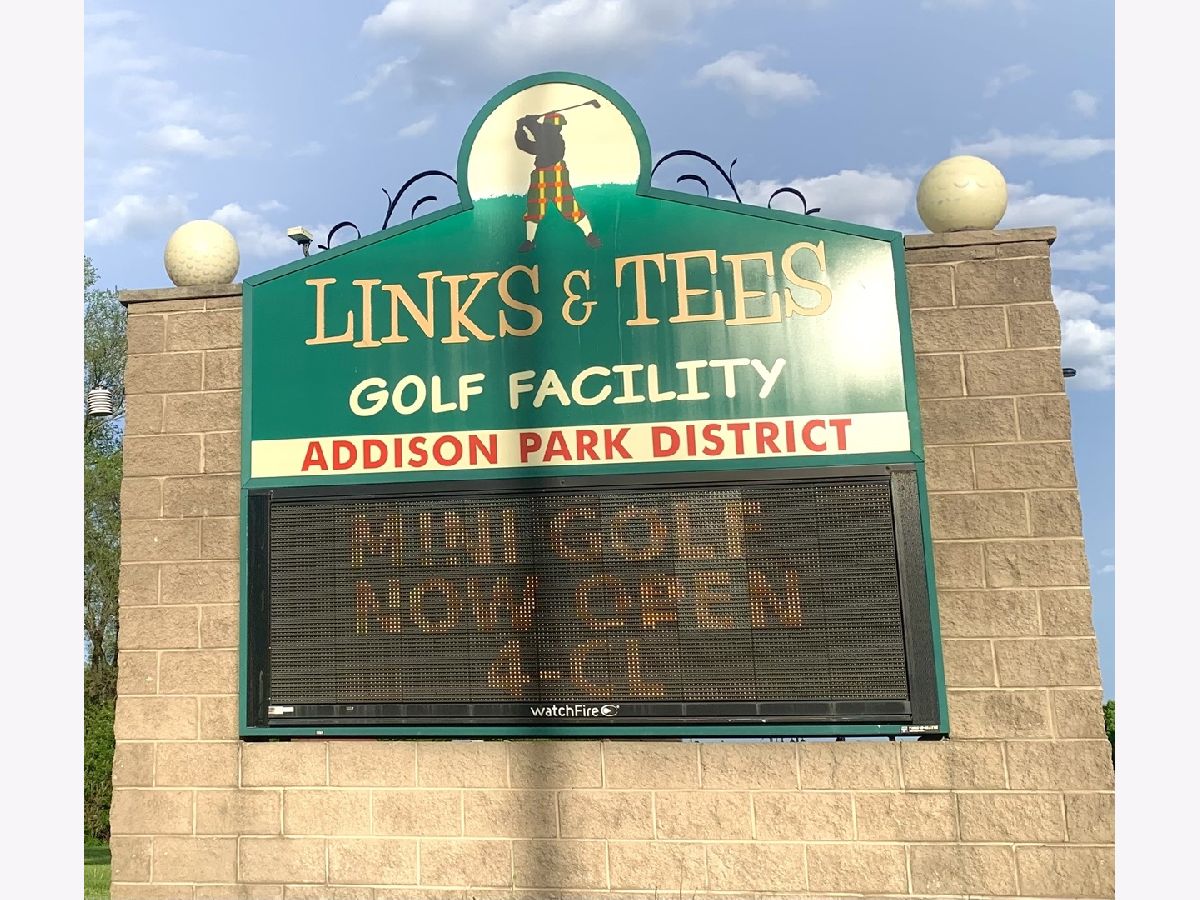 LINKS & TEES
GOLF FACILITY
ADDISON PARK DISTRICT
MINI GOLF
NOW OPEN
4-CL
watchFire